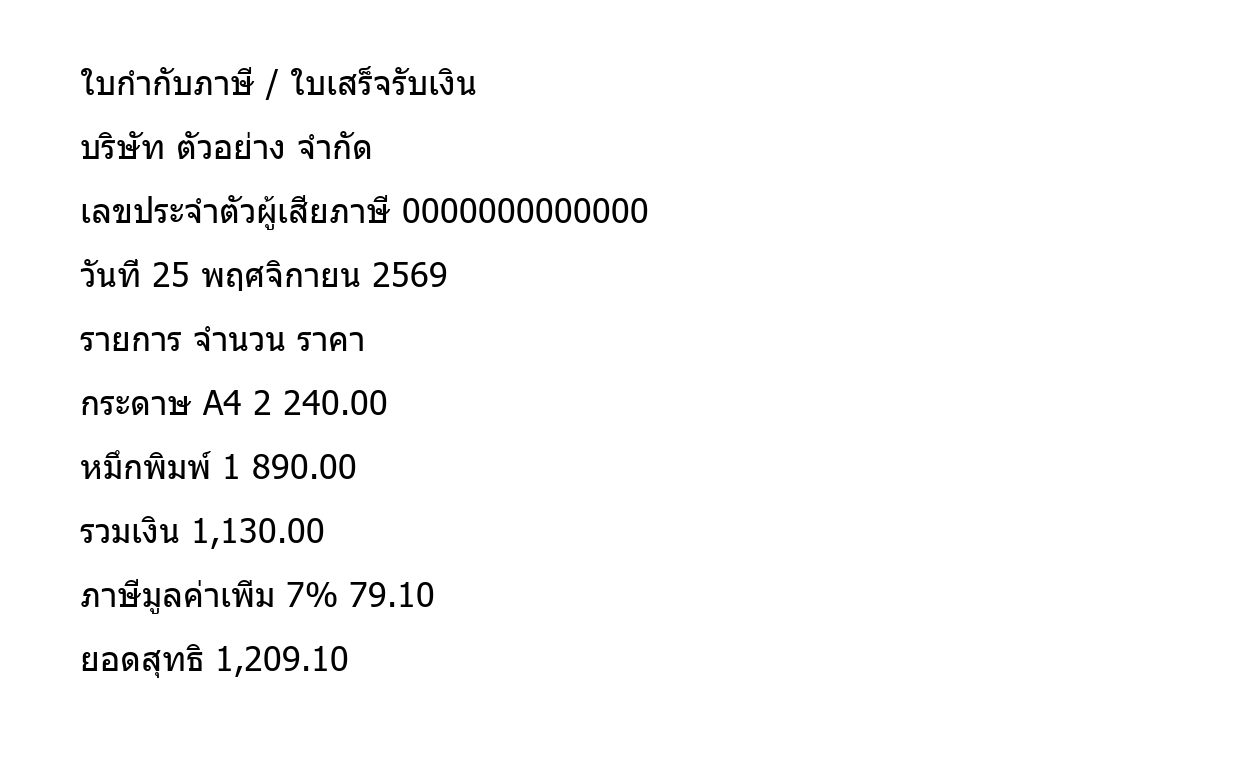 ใบกำกับภาษี / ใบเสร็จรับเงิน
บริษัท ตัวอย่าง จำกัด
เลขประจำตัวผู้เสียภาษี 0000000000000
วันที่ 25 พฤศจิกายน 2569
รายการ จำนวน ราคา
กระดาษ A4 2 240.00
หมึกพิมพ์ 1 890.00
รวมเงิน 1,130.00
ภาษีมูลค่าเพิ่ม 7% 79.10
ยอดสุทธิ 1,209.10